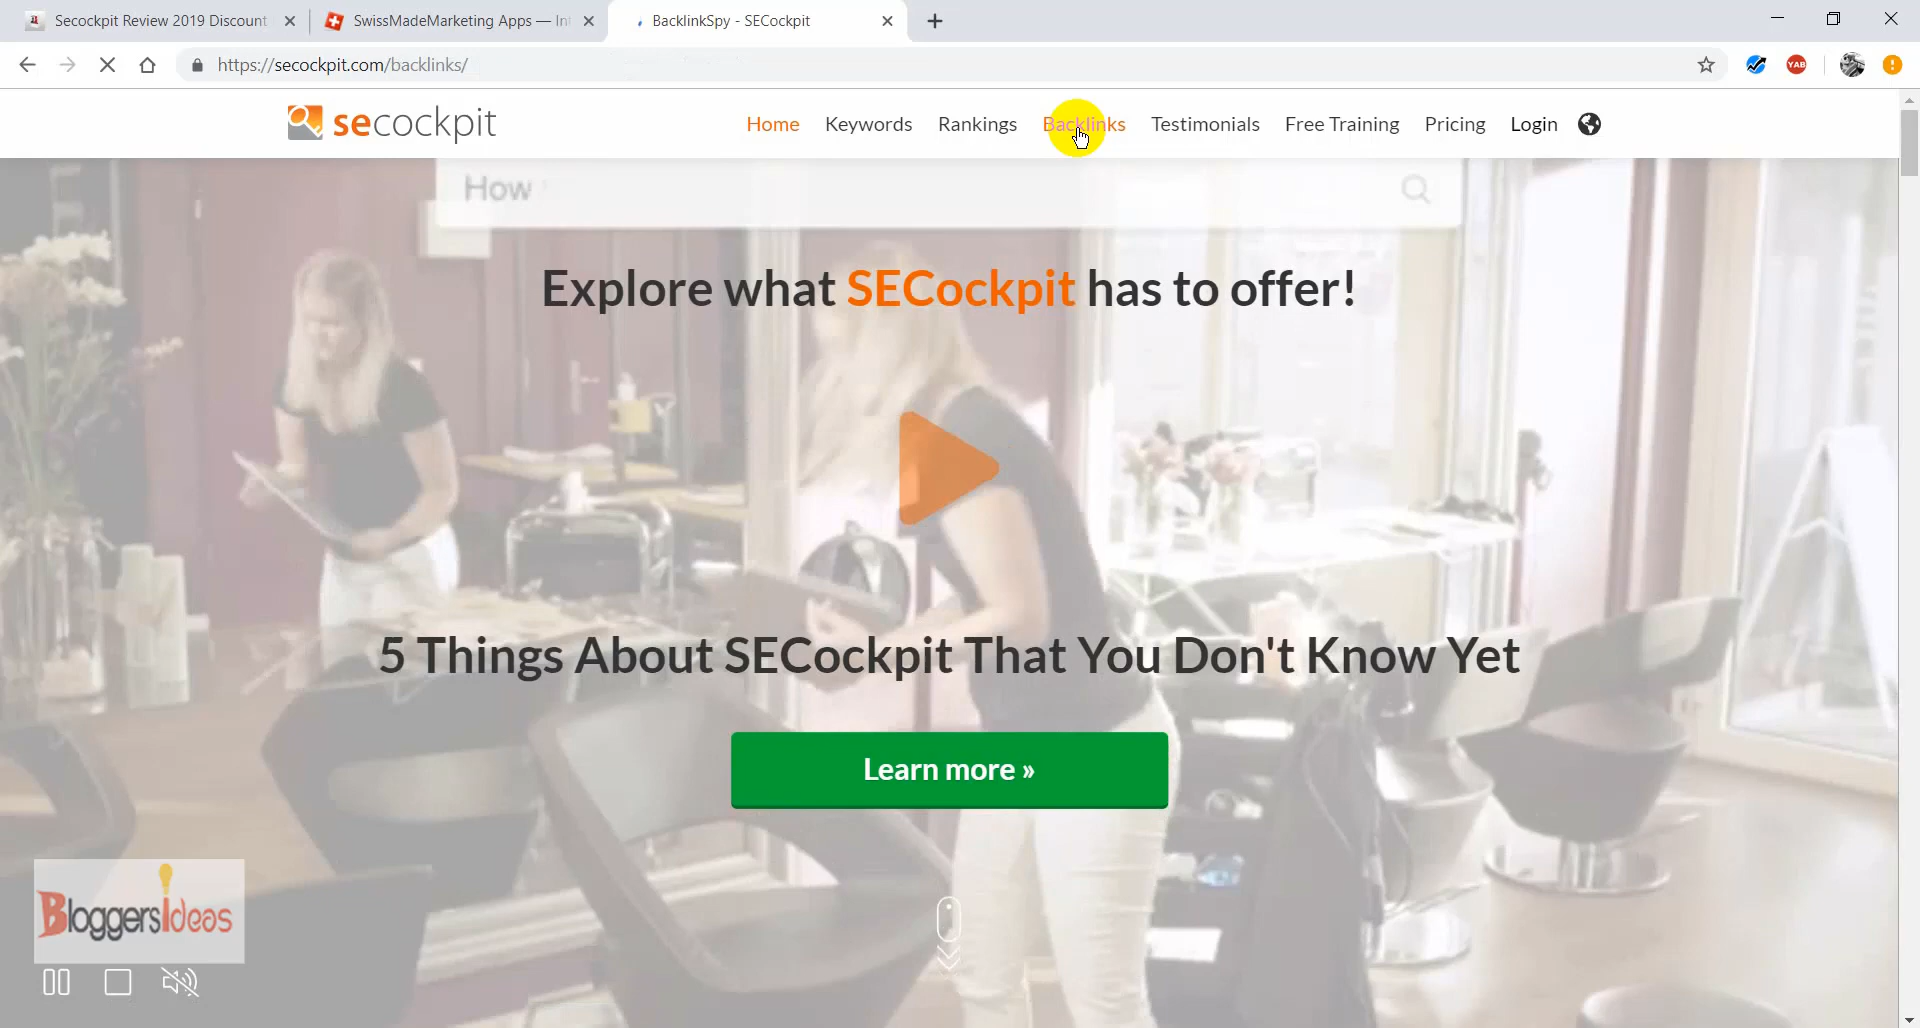 Secockpit Review 2019 Discount
SwissMadeMarketing Apps — In
BacklinkSpy - SECockpit
https://secockpit.com/backlinks/
YAB
secockpit
Home
Keywords
Rankings
Backlinks
Testimonials
Free Training
Pricing
Login
How
Explore what SECockpit has to offer!
5 Things About SECockpit That You Don't Know Yet
Learn more »
BloggersIdeas